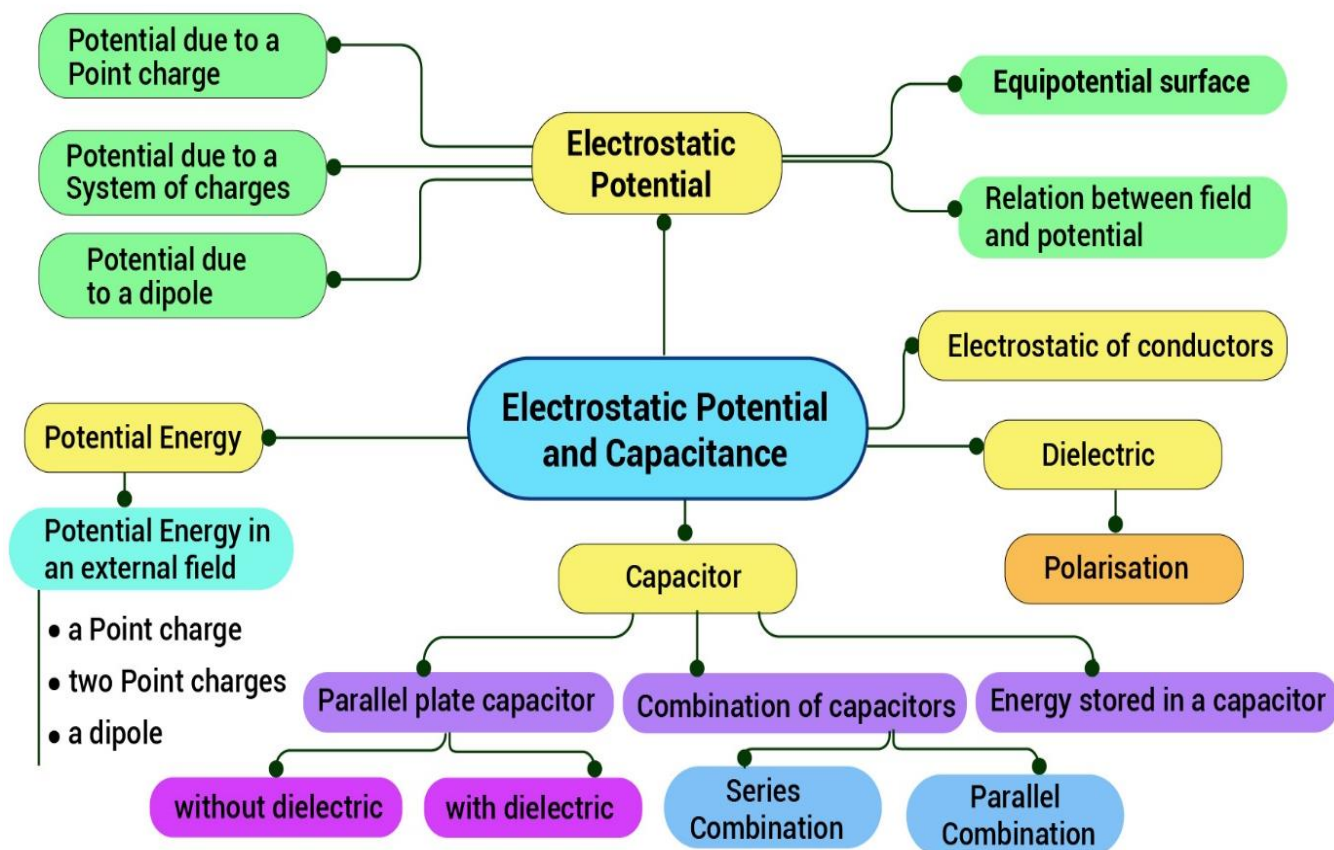 Potential due to a
Point charge
Potential due to a
System of charges
Potential due
to a dipole
Electrostatic
Potential
Equipotential surface
Relation between field
and potential
Electrostatic of conductors
Electrostatic Potential
and Capacitance
Potential Energy
Dielectric
Potential Energy in
an external field
• a Point charge
• two Point charges
• a dipole
Polarisation
Capacitor
Parallel plate capacitor
Combination of capacitors
Energy stored in a capacitor
without dielectric
with dielectric
Series
Combination
Parallel
Combination